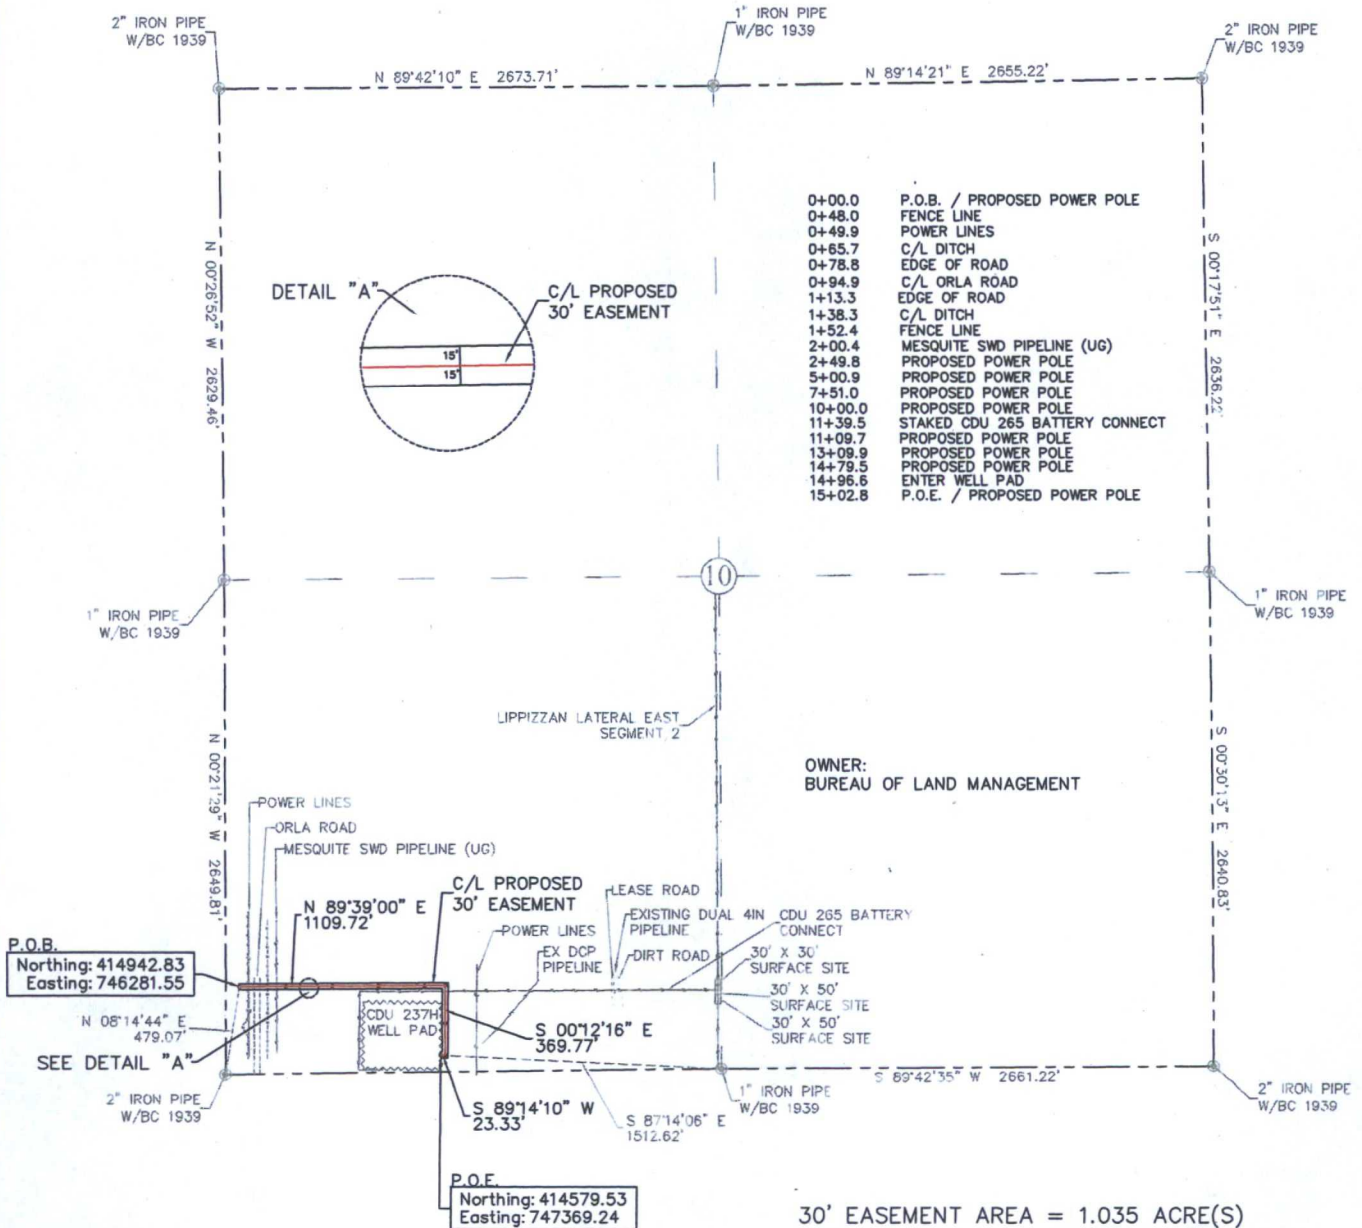 2" IRON PIPE
W/BC 1939
1" IRON PIPE
W/BC 1939
2" IRON PIPE
W/BC 1939
N 89°42'10" E 2673.71'
N 89°14'21" E 2655.22'
N 00°26'52" W 2629.46'
S 00°17'51" E 2636.22'
DETAIL "A"
C/L PROPOSED
30' EASEMENT
15'
15'
0+00.0 P.O.B. / PROPOSED POWER POLE
0+48.0 FENCE LINE
0+49.9 POWER LINES
0+65.7 C/L DITCH
0+78.8 EDGE OF ROAD
0+94.9 C/L ORLA ROAD
1+13.3 EDGE OF ROAD
1+38.3 C/L DITCH
1+52.4 FENCE LINE
2+00.4 MESQUITE SWD PIPELINE (UG)
2+49.8 PROPOSED POWER POLE
5+00.9 PROPOSED POWER POLE
7+51.0 PROPOSED POWER POLE
10+00.0 PROPOSED POWER POLE
11+39.5 STAKED CDU 265 BATTERY CONNECT
11+09.7 PROPOSED POWER POLE
13+09.9 PROPOSED POWER POLE
14+79.5 PROPOSED POWER POLE
14+96.6 ENTER WELL PAD
15+02.8 P.O.E. / PROPOSED POWER POLE
10
1" IRON PIPE
W/BC 1939
1" IRON PIPE
W/BC 1939
LIPPIZZAN LATERAL EAST
SEGMENT 2
OWNER:
BUREAU OF LAND MANAGEMENT
N 00°21'29" W 2649.81'
S 00°30'13" E 2640.83'
POWER LINES
ORLA ROAD
MESQUITE SWD PIPELINE (UG)
N 89°39'00" E
1109.72'
C/L PROPOSED
30' EASEMENT
LEASE ROAD
EXISTING DUAL 4IN
PIPELINE
CDU 265 BATTERY
CONNECT
POWER LINES
EX DCP
PIPELINE
DIRT ROAD
30' X 30'
SURFACE SITE
30' X 50'
SURFACE SITE
30' X 50'
SURFACE SITE
P.O.B.
Northing: 414942.83
Easting: 746281.55
N 08°14'44" E
479.07'
SEE DETAIL "A"
CDU 237H
WELL PAD
S 00°12'16" E
369.77'
2" IRON PIPE
W/BC 1939
S 89°14'10" W
23.33'
S 87°14'06" E
1512.62'
1" IRON PIPE
W/BC 1939
S 89°42'35" W 2661.22'
2" IRON PIPE
W/BC 1939
P.O.E.
Northing: 414579.53
Easting: 747369.24
30' EASEMENT AREA = 1.035 ACRE(S)